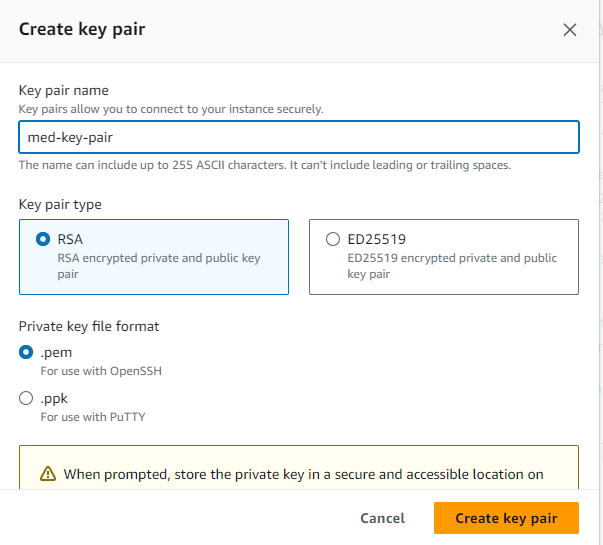 Create key pair
Key pair name
Key pairs allow you to connect to your instance securely.
med-key-pair
The name can include up to 255 ASCII characters. It can't include leading or trailing spaces.
Key pair type
RSA
RSA encrypted private and public key
pair
ED25519
ED25519 encrypted private and public
key pair
Private key file format
.pem
For use with OpenSSH
.ppk
For use with PuTTY
When prompted, store the private key in a secure and accessible location on
Cancel
Create key pair